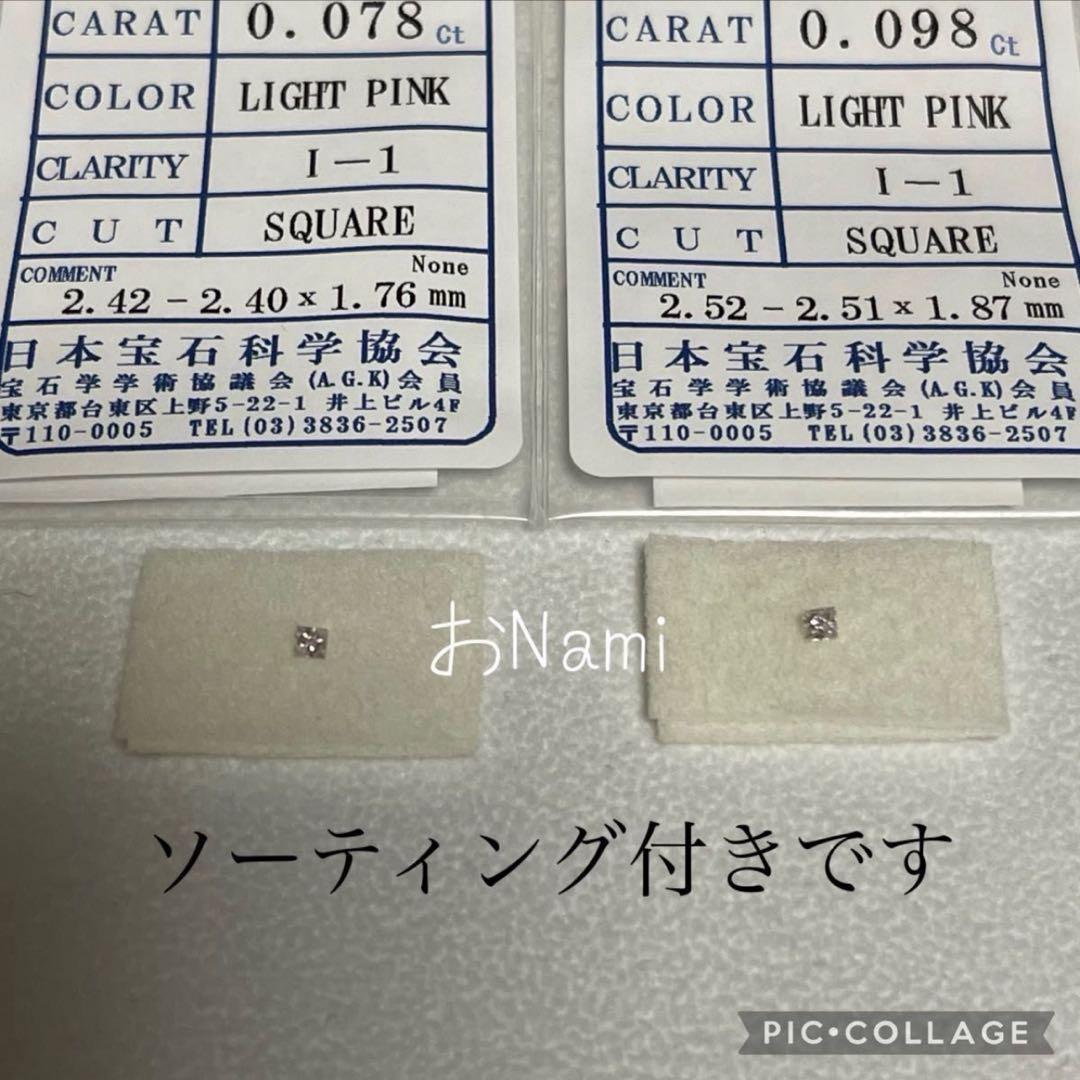 CARAT 0.078 Ct
COLOR LIGHT PINK
CLARITY I-1
CUT SQUARE
COMMENT None
2.42 - 2.40 x 1.76 mm
日本宝石科学協会
宝石学学術協議会(A.G.K)会員
東京都台東区上野5-22-1 井上ビル4F
〒110-0005 TEL(03)3836-2507
CARAT 0.098 Ct
COLOR LIGHT PINK
CLARITY I-1
CUT SQUARE
COMMENT None
2.52 - 2.51 x 1.87 mm
日本宝石科学協会
宝石学学術協議会(A.G.K)会員
東京都台東区上野5-22-1 井上ビル4F
〒110-0005 TEL(03)3836-2507
おNami
ソーティング付きです
PIC•COLLAGE